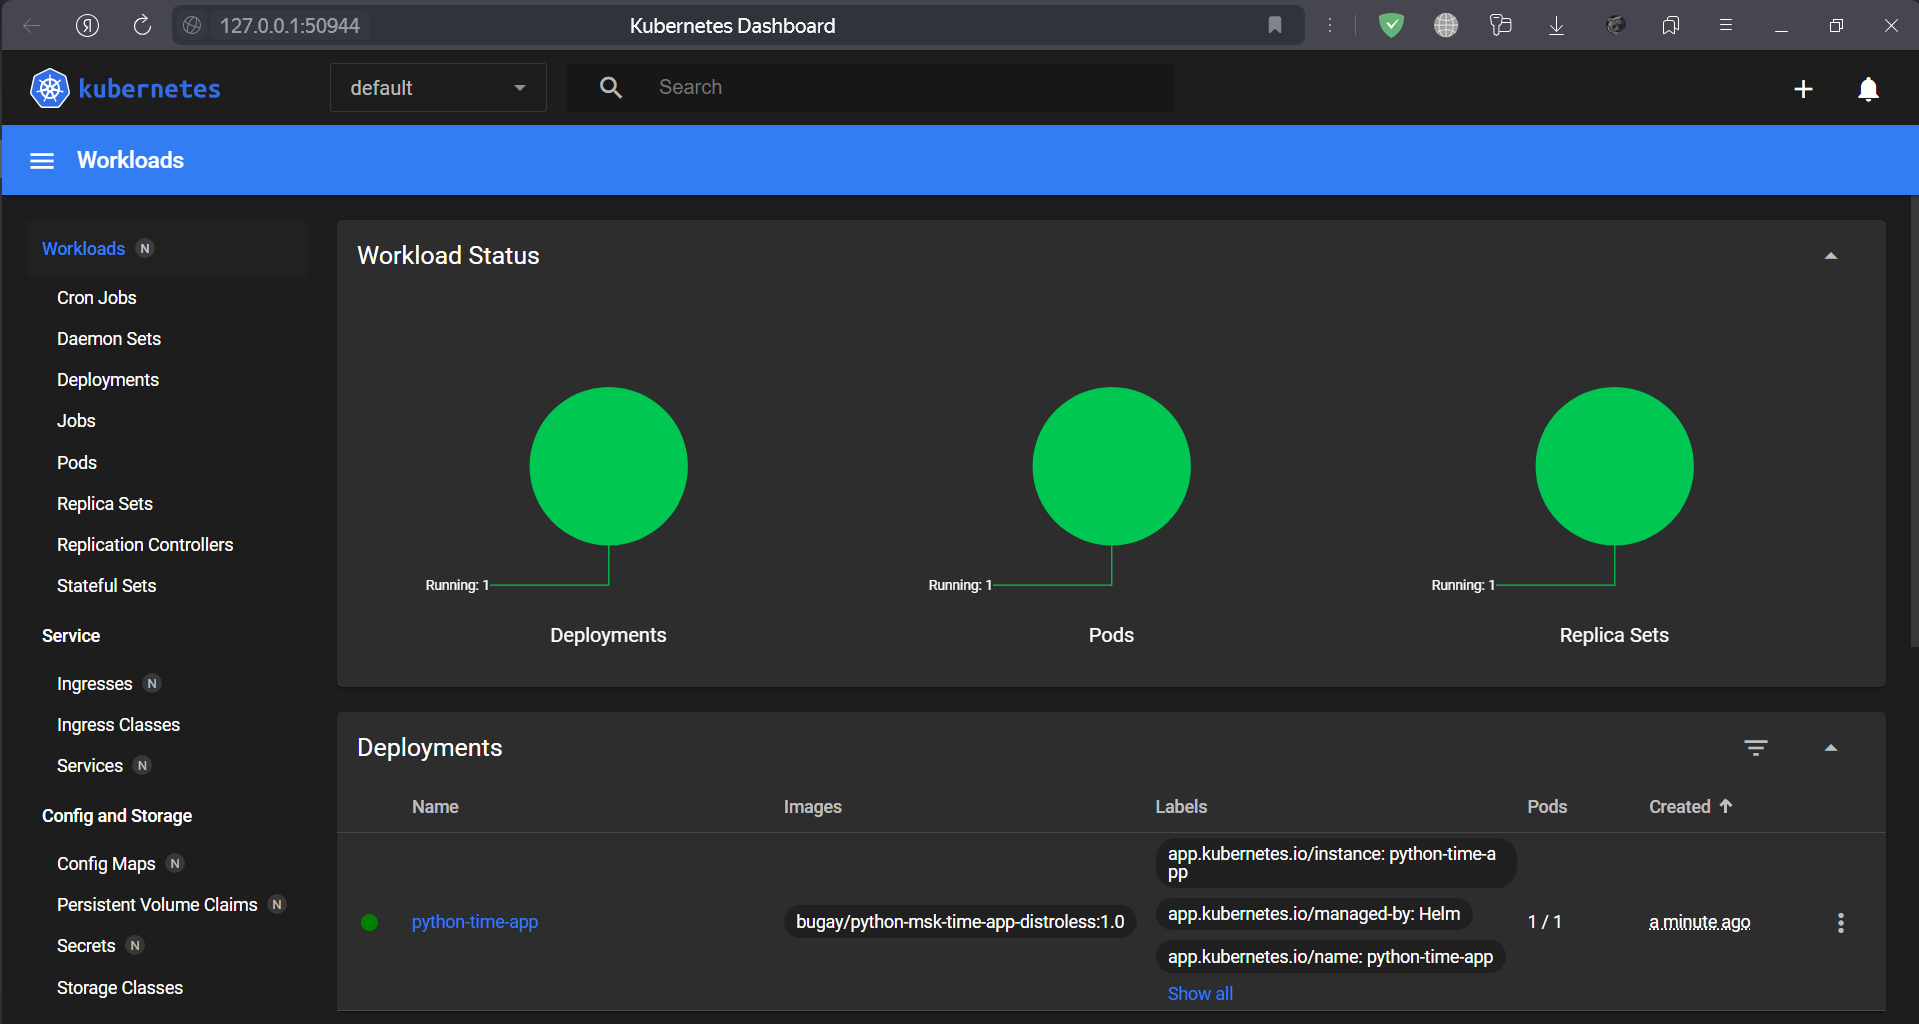 Я
127.0.0.1:50944
Kubernetes Dashboard
kubernetes
default
Search
Workloads
Workloads N
Cron Jobs
Daemon Sets
Deployments
Jobs
Pods
Replica Sets
Replication Controllers
Stateful Sets
Service
Ingresses N
Ingress Classes
Services N
Config and Storage
Config Maps N
Persistent Volume Claims N
Secrets N
Storage Classes
Workload Status
Running: 1
Running: 1
Running: 1
Deployments
Pods
Replica Sets
Deployments
Name Images Labels Pods Created
app.kubernetes.io/instance: python-time-a
pp
app.kubernetes.io/managed-by: Helm
python-time-app bugay/python-msk-time-app-distroless:1.0 1 / 1 a minute ago
app.kubernetes.io/name: python-time-app
Show all